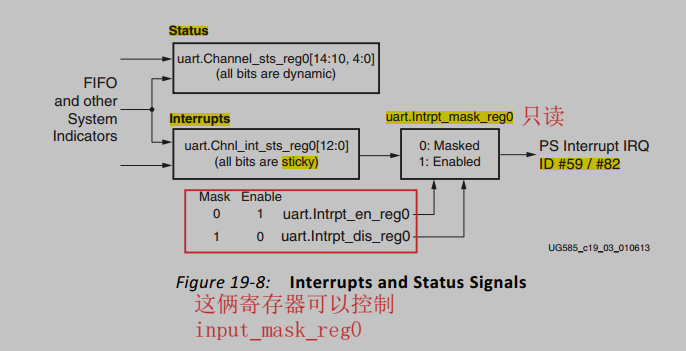 Status
uart.Channel_sts_reg0[14:10, 4:0]
(all bits are dynamic)
FIFO
and other
System
Indicators
Interrupts
uart.Chnl_int_sts_reg0[12:0]
(all bits are sticky)
uart.Intrpt_mask_reg0 只读
0: Masked
1: Enabled
PS Interrupt IRQ
ID #59 / #82
Mask Enable
0 1 uart.Intrpt_en_reg0
1 0 uart.Intrpt_dis_reg0
UG585_c19_03_010613
Figure 19-8: Interrupts and Status Signals
这俩寄存器可以控制
input_mask_reg0